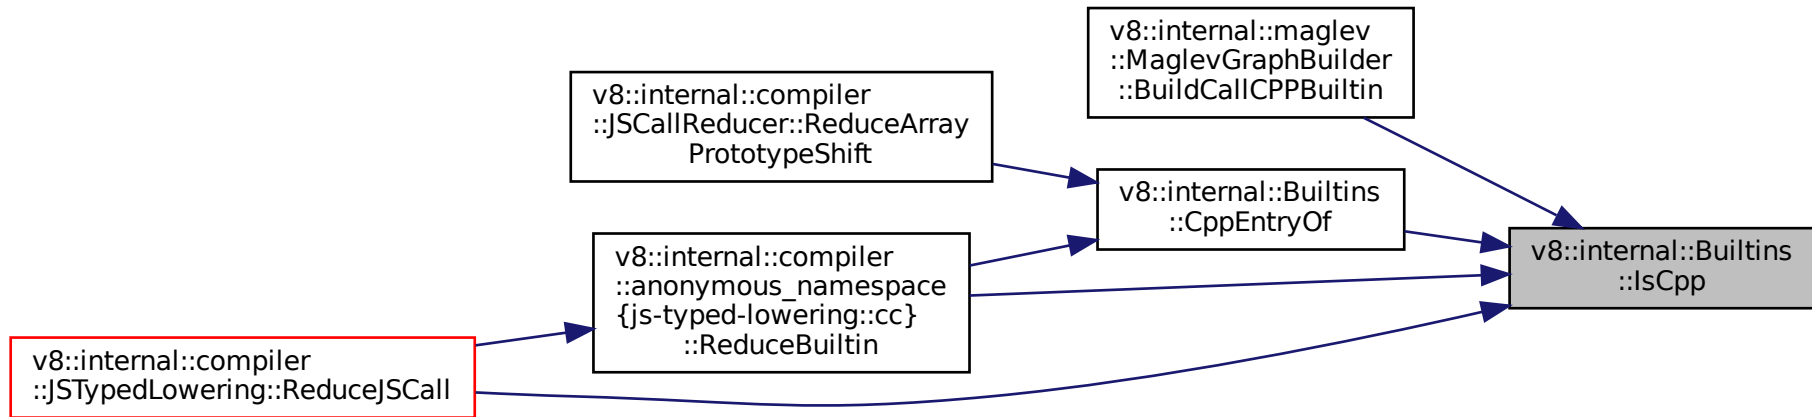 v8::internal::maglev
::MaglevGraphBuilder
::BuildCallCPPBuiltin
v8::internal::compiler
::JSCallReducer::ReduceArray
PrototypeShift
v8::internal::Builtins
::CppEntryOf
v8::internal::Builtins
::IsCpp
v8::internal::compiler
::anonymous_namespace
{js-typed-lowering::cc}
::ReduceBuiltin
v8::internal::compiler
::JSTypedLowering::ReduceJSCall